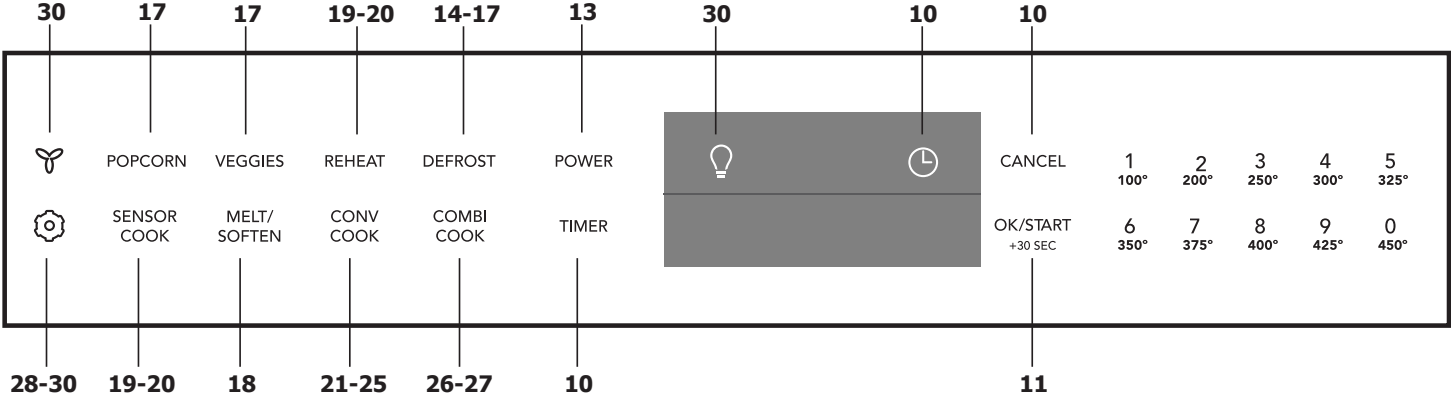 30 17 17 19-20 14-17 13 30 10 10
POPCORN VEGGIES REHEAT DEFROST POWER CANCEL 1 2 3 4 5
100° 200° 250° 300° 325°
SENSOR COOK MELT/ SOFTEN CONV COOK COMBI COOK TIMER OK/START +30 SEC 6 7 8 9 0
350° 375° 400° 425° 450°
28-30 19-20 18 21-25 26-27 10 11